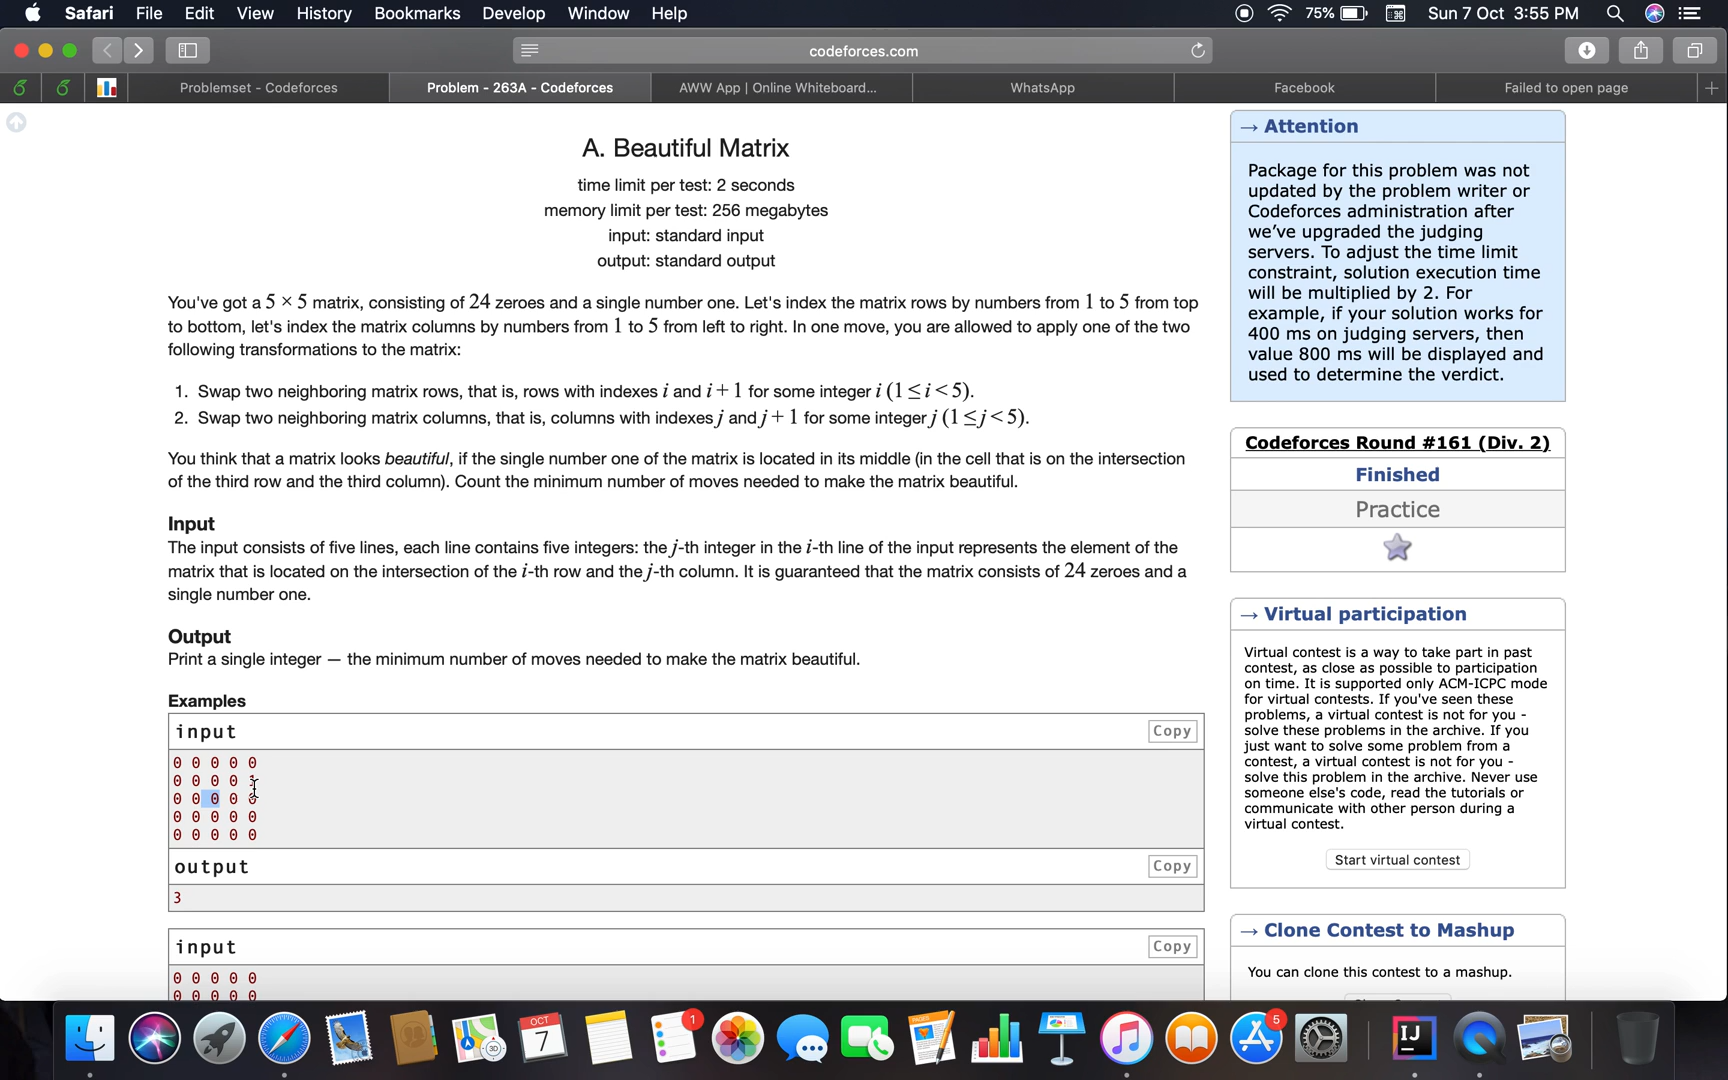 Safari File Edit View History Bookmarks Develop Window Help 75% Sun 7 Oct 3:55 PM
codeforces.com
Problemset - Codeforces Problem - 263A - Codeforces AWW App | Online Whiteboard... WhatsApp Facebook Failed to open page
A. Beautiful Matrix
time limit per test: 2 seconds
memory limit per test: 256 megabytes
input: standard input
output: standard output
You've got a 5 × 5 matrix, consisting of 24 zeroes and a single number one. Let's index the matrix rows by numbers from 1 to 5 from top
to bottom, let's index the matrix columns by numbers from 1 to 5 from left to right. In one move, you are allowed to apply one of the two
following transformations to the matrix:
1. Swap two neighboring matrix rows, that is, rows with indexes i and i + 1 for some integer i (1 ≤ i < 5).
2. Swap two neighboring matrix columns, that is, columns with indexes j and j + 1 for some integer j (1 ≤ j < 5).
You think that a matrix looks beautiful, if the single number one of the matrix is located in its middle (in the cell that is on the intersection
of the third row and the third column). Count the minimum number of moves needed to make the matrix beautiful.
Input
The input consists of five lines, each line contains five integers: the j-th integer in the i-th line of the input represents the element of the
matrix that is located on the intersection of the i-th row and the j-th column. It is guaranteed that the matrix consists of 24 zeroes and a
single number one.
Output
Print a single integer — the minimum number of moves needed to make the matrix beautiful.
Examples
input Copy
0 0 0 0 0
0 0 0 0
0 0 0 0 0
0 0 0 0 0
0 0 0 0 0
output Copy
3
input Copy
0 0 0 0 0
0 0 0 0 0
→ Attention
Package for this problem was not
updated by the problem writer or
Codeforces administration after
we've upgraded the judging
servers. To adjust the time limit
constraint, solution execution time
will be multiplied by 2. For
example, if your solution works for
400 ms on judging servers, then
value 800 ms will be displayed and
used to determine the verdict.
Codeforces Round #161 (Div. 2)
Finished
Practice
→ Virtual participation
Virtual contest is a way to take part in past
contest, as close as possible to participation
on time. It is supported only ACM-ICPC mode
for virtual contests. If you've seen these
problems, a virtual contest is not for you -
solve these problems in the archive. If you
just want to solve some problem from a
contest, a virtual contest is not for you -
solve this problem in the archive. Never use
someone else's code, read the tutorials or
communicate with other person during a
virtual contest.
Start virtual contest
→ Clone Contest to Mashup
You can clone this contest to a mashup.
OCT
7
3D
1
PAGES
5
IJ